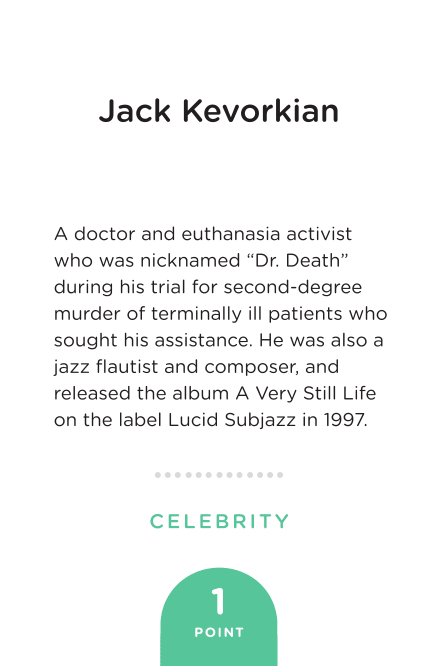 Jack Kevorkian
A doctor and euthanasia activist
who was nicknamed “Dr. Death”
during his trial for second-degree
murder of terminally ill patients who
sought his assistance. He was also a
jazz flautist and composer, and
released the album A Very Still Life
on the label Lucid Subjazz in 1997.
CELEBRITY
1
POINT